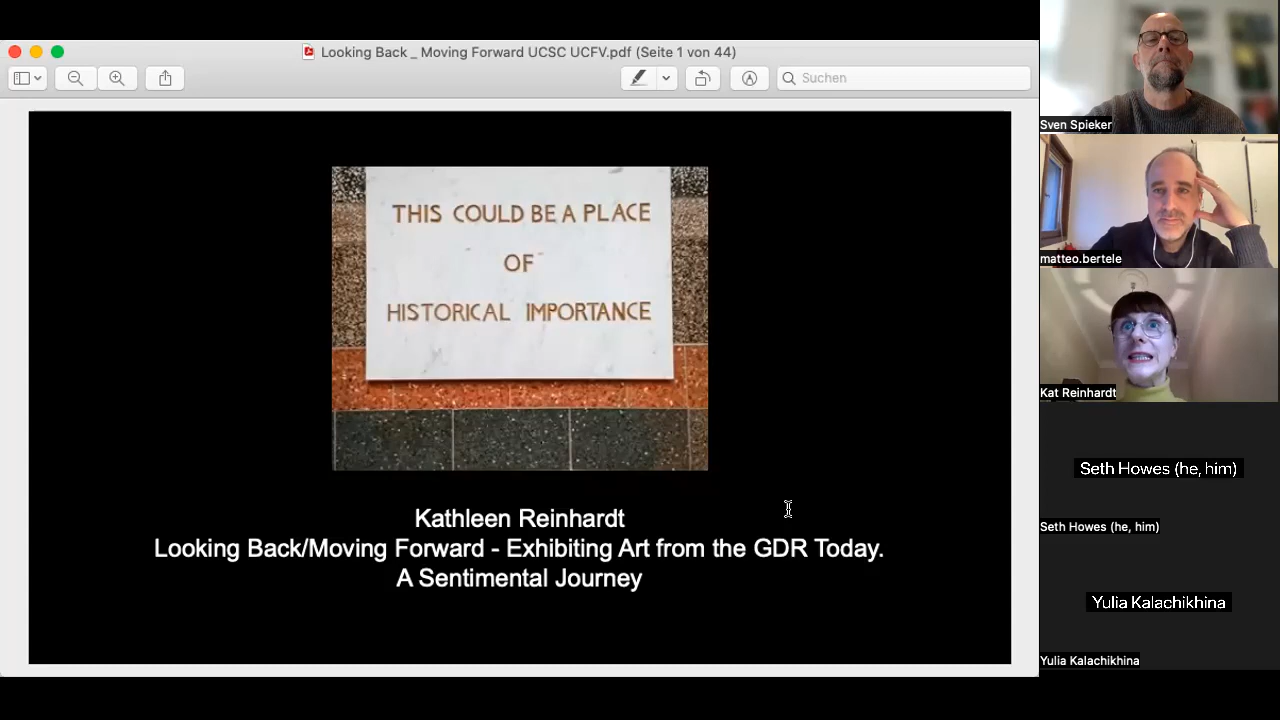 Looking Back _ Moving Forward UCSC UCFV.pdf (Seite 1 von 44)
Suchen
THIS COULD BE A PLACE
OF
HISTORICAL IMPORTANCE
Kathleen Reinhardt
Looking Back/Moving Forward - Exhibiting Art from the GDR Today.
A Sentimental Journey
Sven Spieker
matteo.bertele
Kat Reinhardt
Seth Howes (he, him)
Seth Howes (he, him)
Yulia Kalachikhina
Yulia Kalachikhina